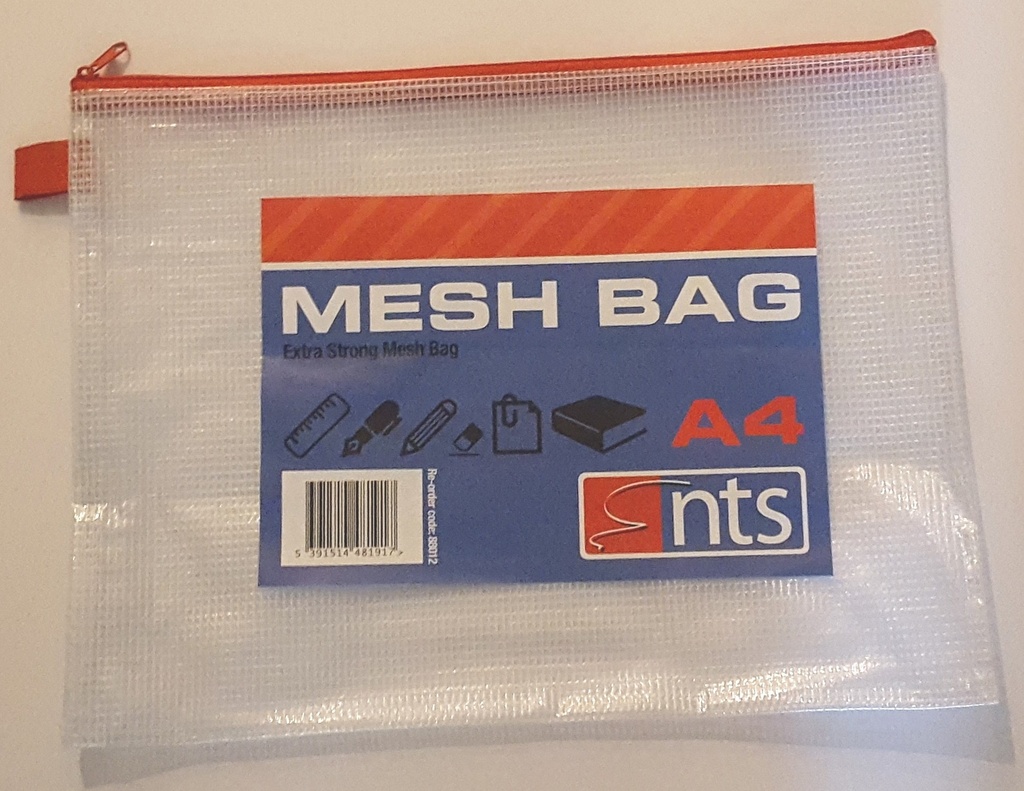 MESH BAG
Extra Strong Mesh Bag
A4
Re-order code: 88012
5 391514 481917 >
nts